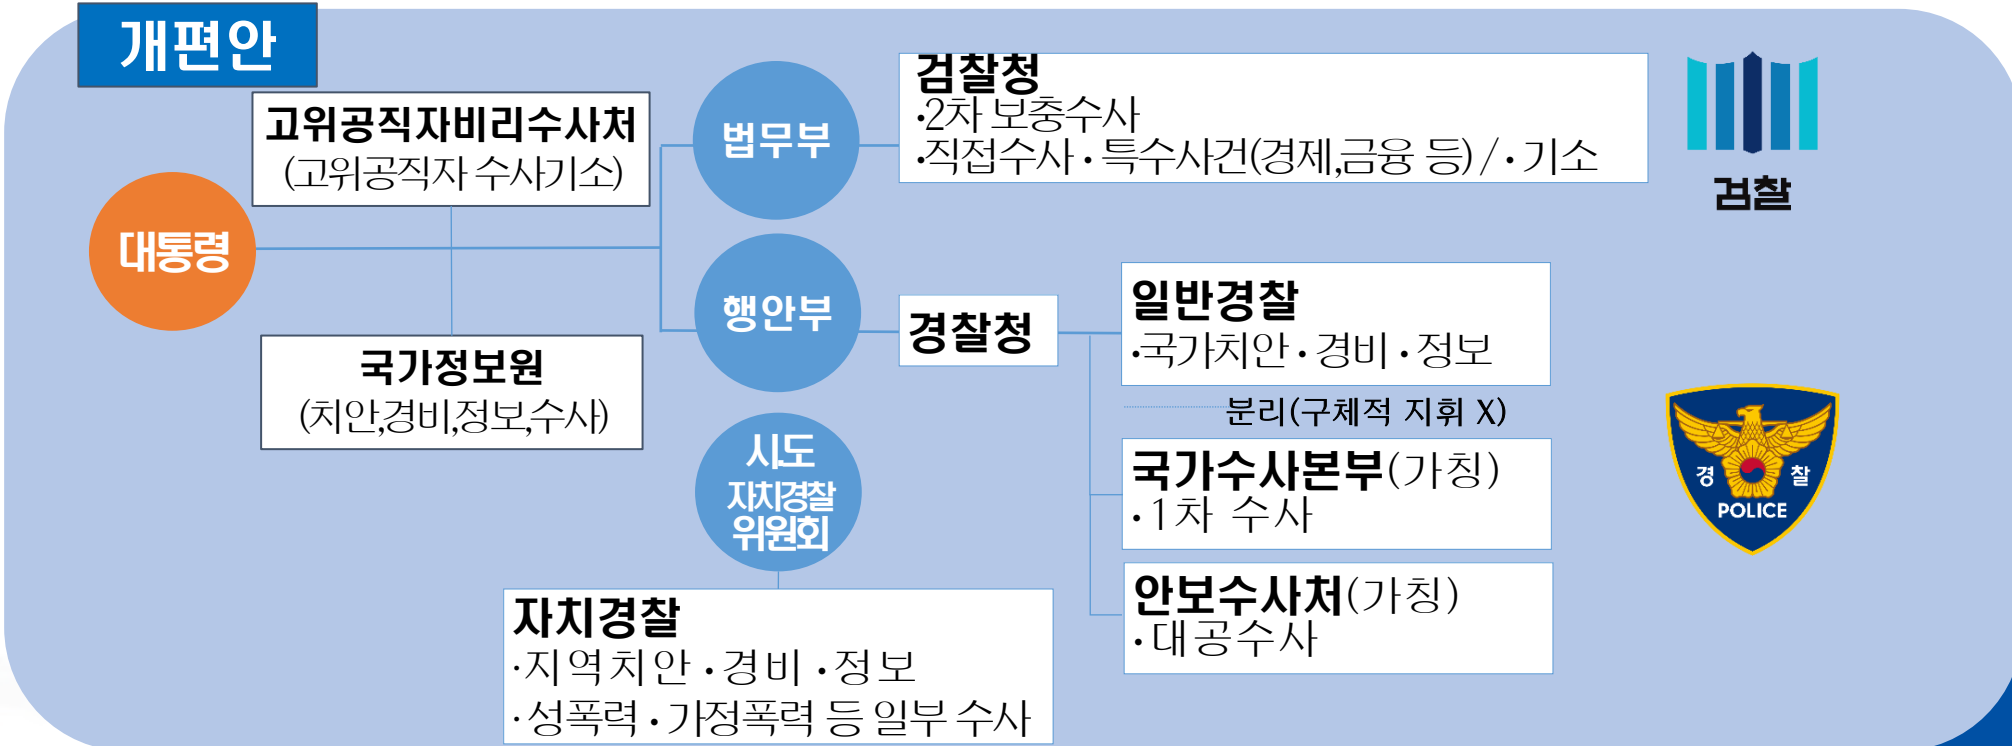 개편안
고위공직자비리수사처
(고위공직자 수사기소)
대통령
국가정보원
(치안,경비,정보,수사)
법무부
검찰청
·2차 보충수사
·직접수사·특수사건(경제,금융 등)/·기소
검찰
행안부
경찰청
일반경찰
·국가치안·경비·정보
분리(구체적 지휘 X)
국가수사본부(가칭)
·1차 수사
안보수사처(가칭)
·대공수사
경 찰
POLICE
시.도
자치경찰
위원회
자치경찰
·지역치안·경비·정보
·성폭력·가정폭력 등 일부 수사